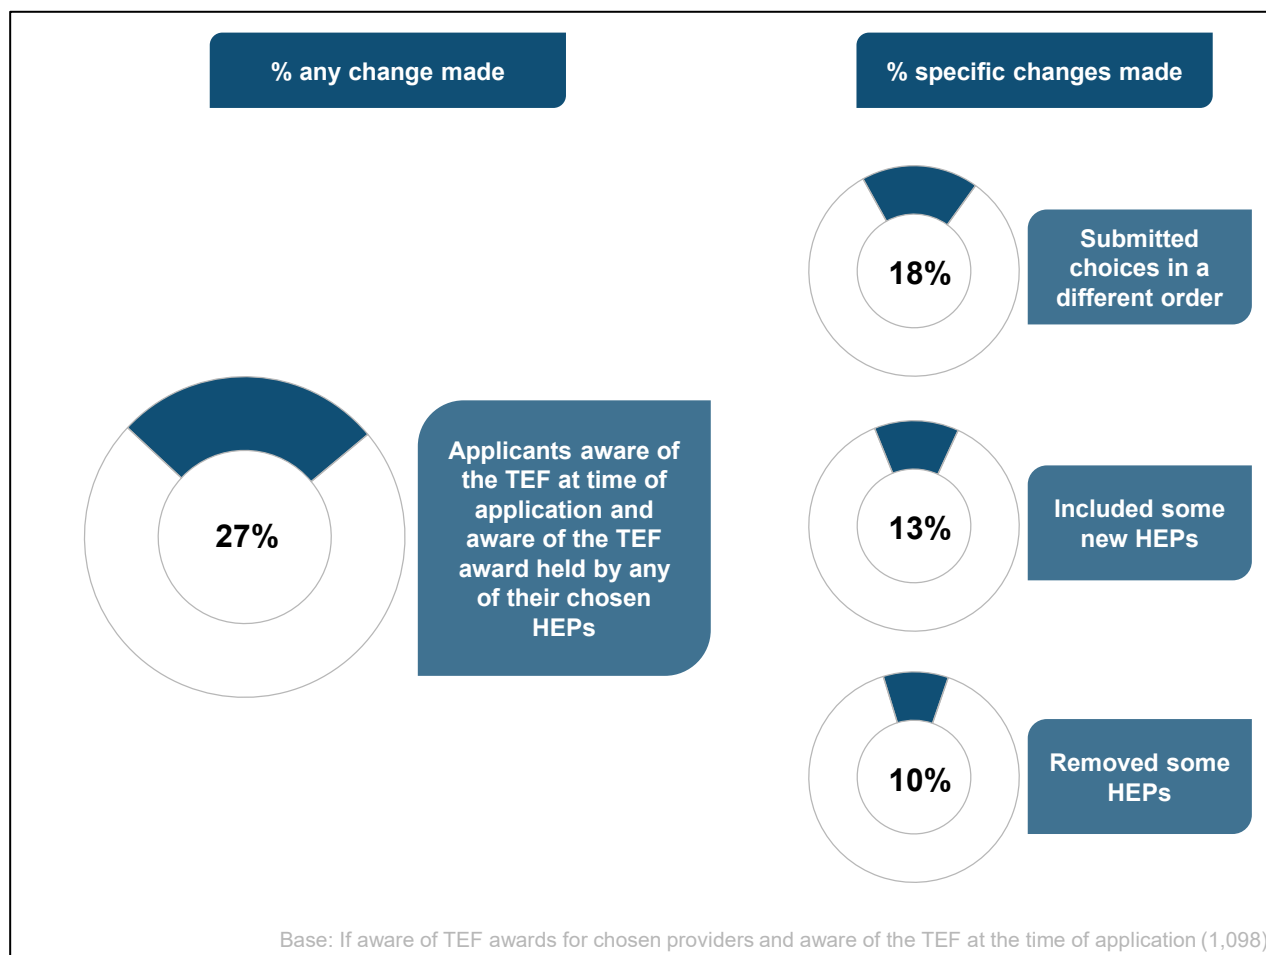 % any change made
% specific changes made
27%
Applicants aware of
the TEF at time of
application and
aware of the TEF
award held by any
of their chosen
HEPs
18%
Submitted
choices in a
different order
13%
Included some
new HEPs
10%
Removed some
HEPs
Base: If aware of TEF awards for chosen providers and aware of the TEF at the time of application (1,098)